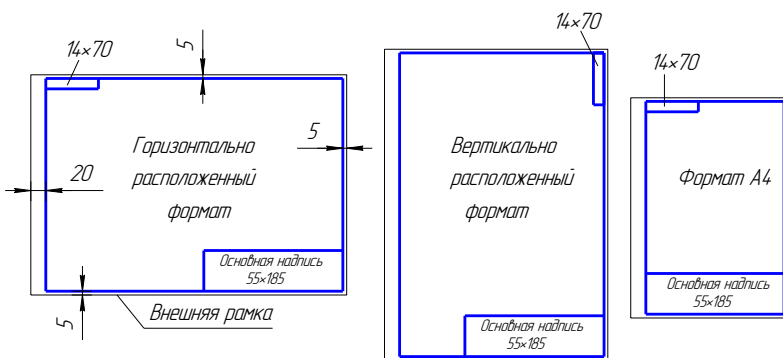 14×70
5
5
20
Горизонтально
расположенный
формат
Основная надпись
55×185
5
Внешняя рамка
14×70
Вертикально
расположенный
формат
Основная надпись
55×185
14×70
Формат А4
Основная надпись
55×185